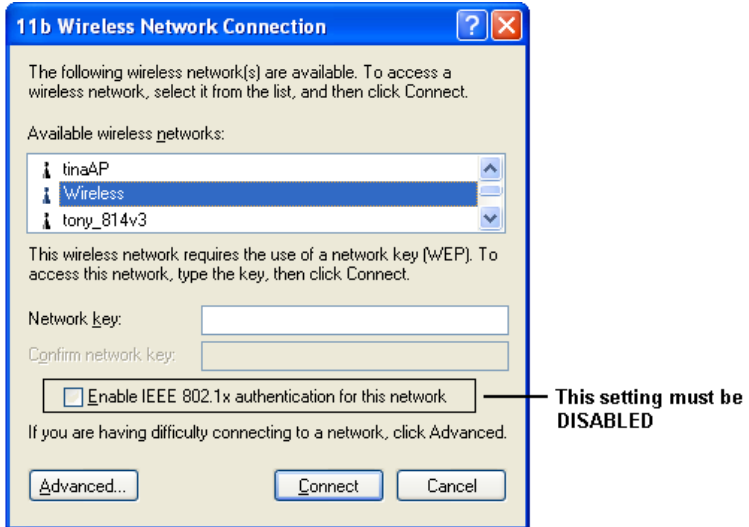 11b Wireless Network Connection
The following wireless network(s) are available. To access a
wireless network, select it from the list, and then click Connect.
Available wireless networks:
tinaAP
Wireless
tony_814v3
This wireless network requires the use of a network key (WEP). To
access this network, type the key, then click Connect.
Network key:
Confirm network key:
Enable IEEE 802.1x authentication for this network
This setting must be
DISABLED
If you are having difficulty connecting to a network, click Advanced.
Advanced...
Connect
Cancel